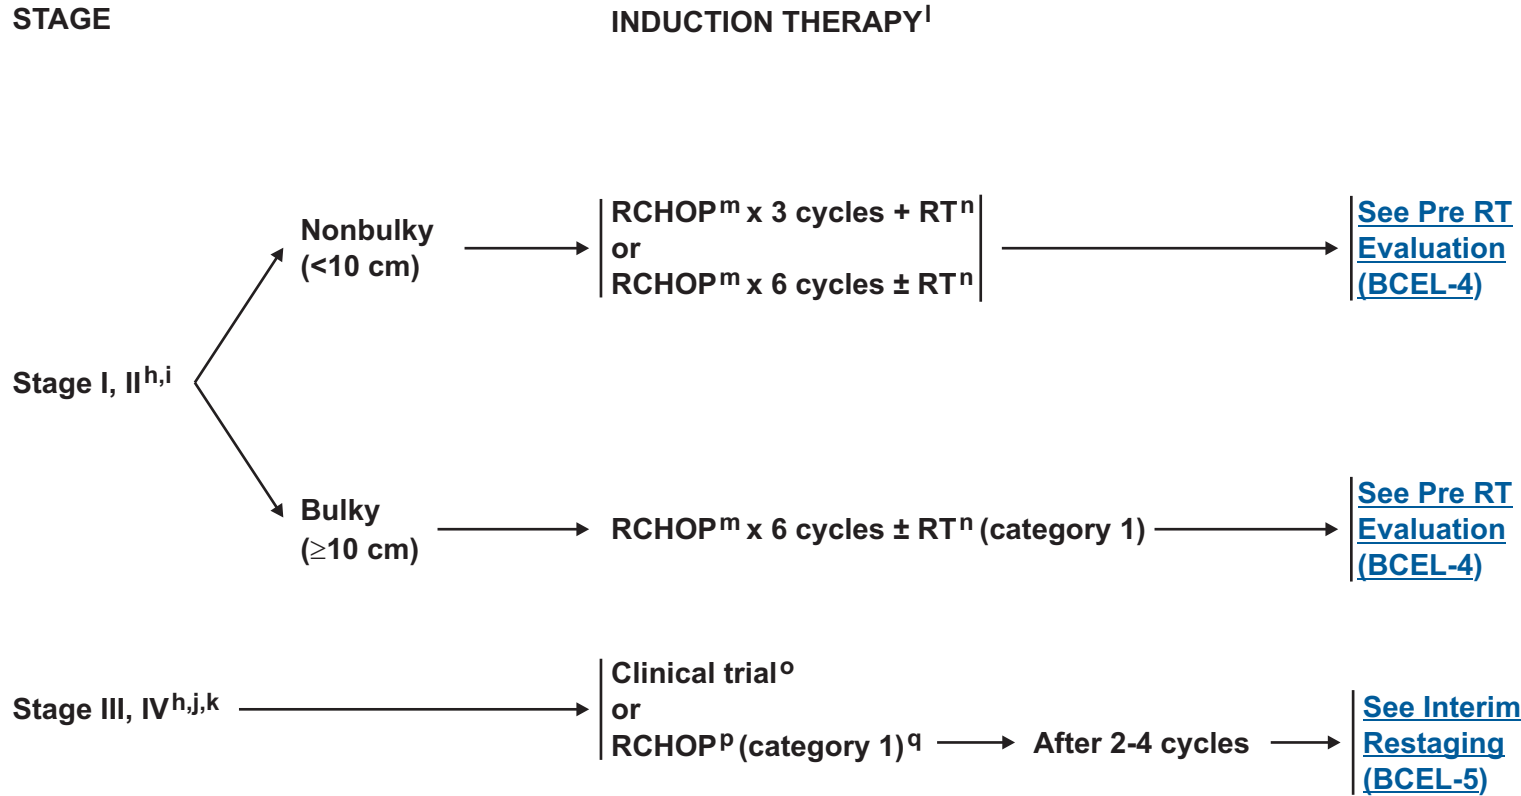 STAGE
INDUCTION THERAPYˡ
Nonbulky
(<10 cm)
RCHOPᵐ x 3 cycles + RTⁿ
or
RCHOPᵐ x 6 cycles ± RTⁿ
See Pre RT
Evaluation
(BCEL-4)
Stage I, IIʰ,ⁱ
Bulky
(≥10 cm)
RCHOPᵐ x 6 cycles ± RTⁿ (category 1)
See Pre RT
Evaluation
(BCEL-4)
Stage III, IVʰ,ʲ,ᵏ
Clinical trialᵒ
or
RCHOPᵖ (category 1)q
After 2-4 cycles
See Interim
Restaging
(BCEL-5)